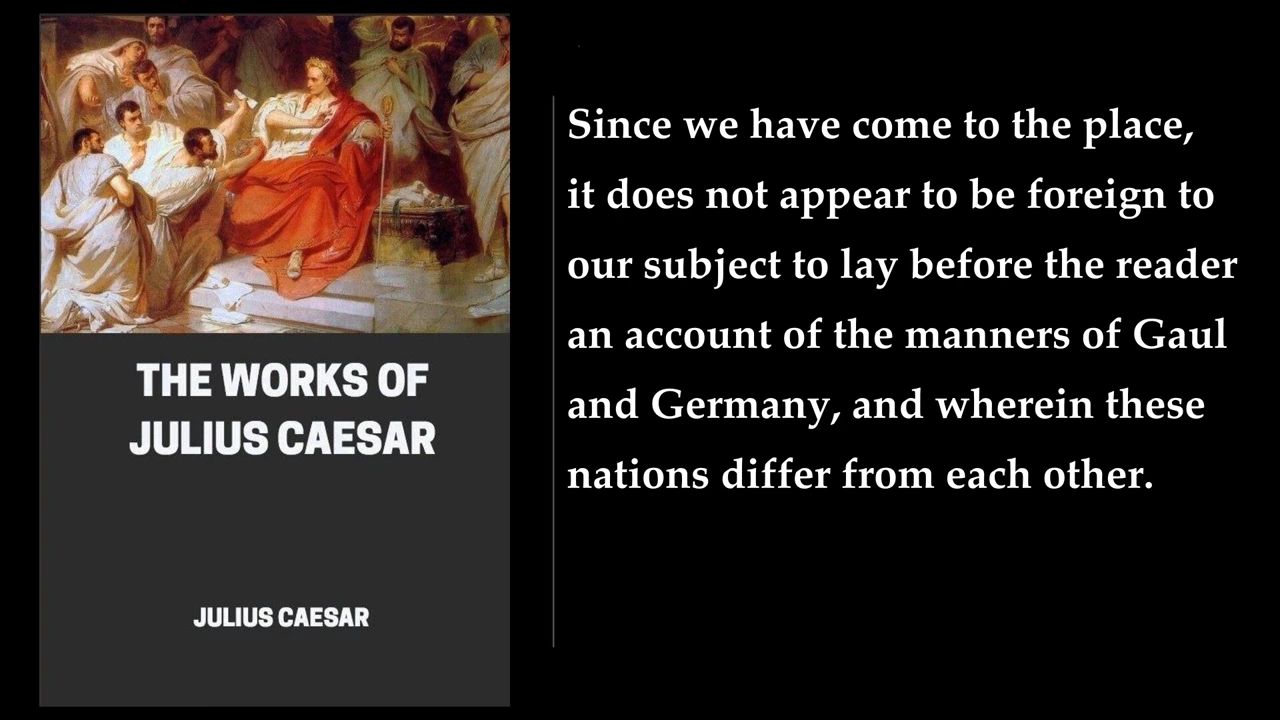 THE WORKS OF
JULIUS CAESAR
JULIUS CAESAR
Since we have come to the place,
it does not appear to be foreign to
our subject to lay before the reader
an account of the manners of Gaul
and Germany, and wherein these
nations differ from each other.